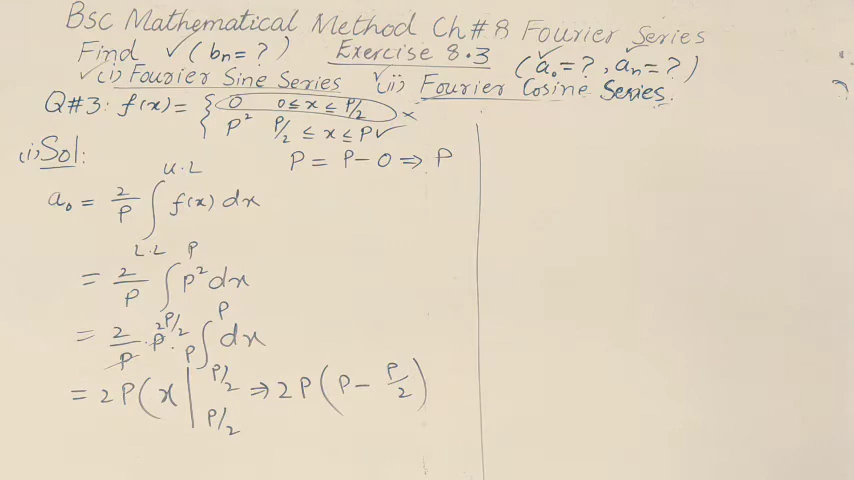 Bsc Mathematical Method Ch#8 Fourier Series
Find ✓(bn=?) Exercise 8.3 (a₀=?, an=?)
✓(i) Fourier Sine Series ✓(ii) Fourier Cosine Series.
Q#3: f(x) = { 0 0≤x≤P/2 ×
P² P/2 ≤ x ≤ P ✓
(i) Sol: P = P-0 ⇒ P
U.L
a₀ = 2/P ∫ f(x) dx
L.L P
= 2/P ∫ P² dx
P/2 P
= 2/P · P² · ∫ dx
P P/2
= 2P(x | ⇒ 2P(P - P/2)
P/2